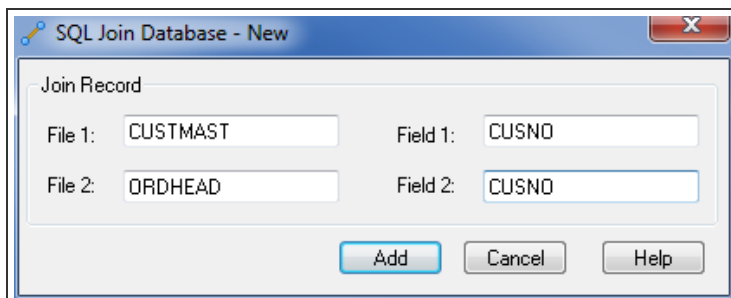 SQL Join Database - New
Join Record
File 1: CUSTMAST Field 1: CUSNO
File 2: ORDHEAD Field 2: CUSNO
Add Cancel Help